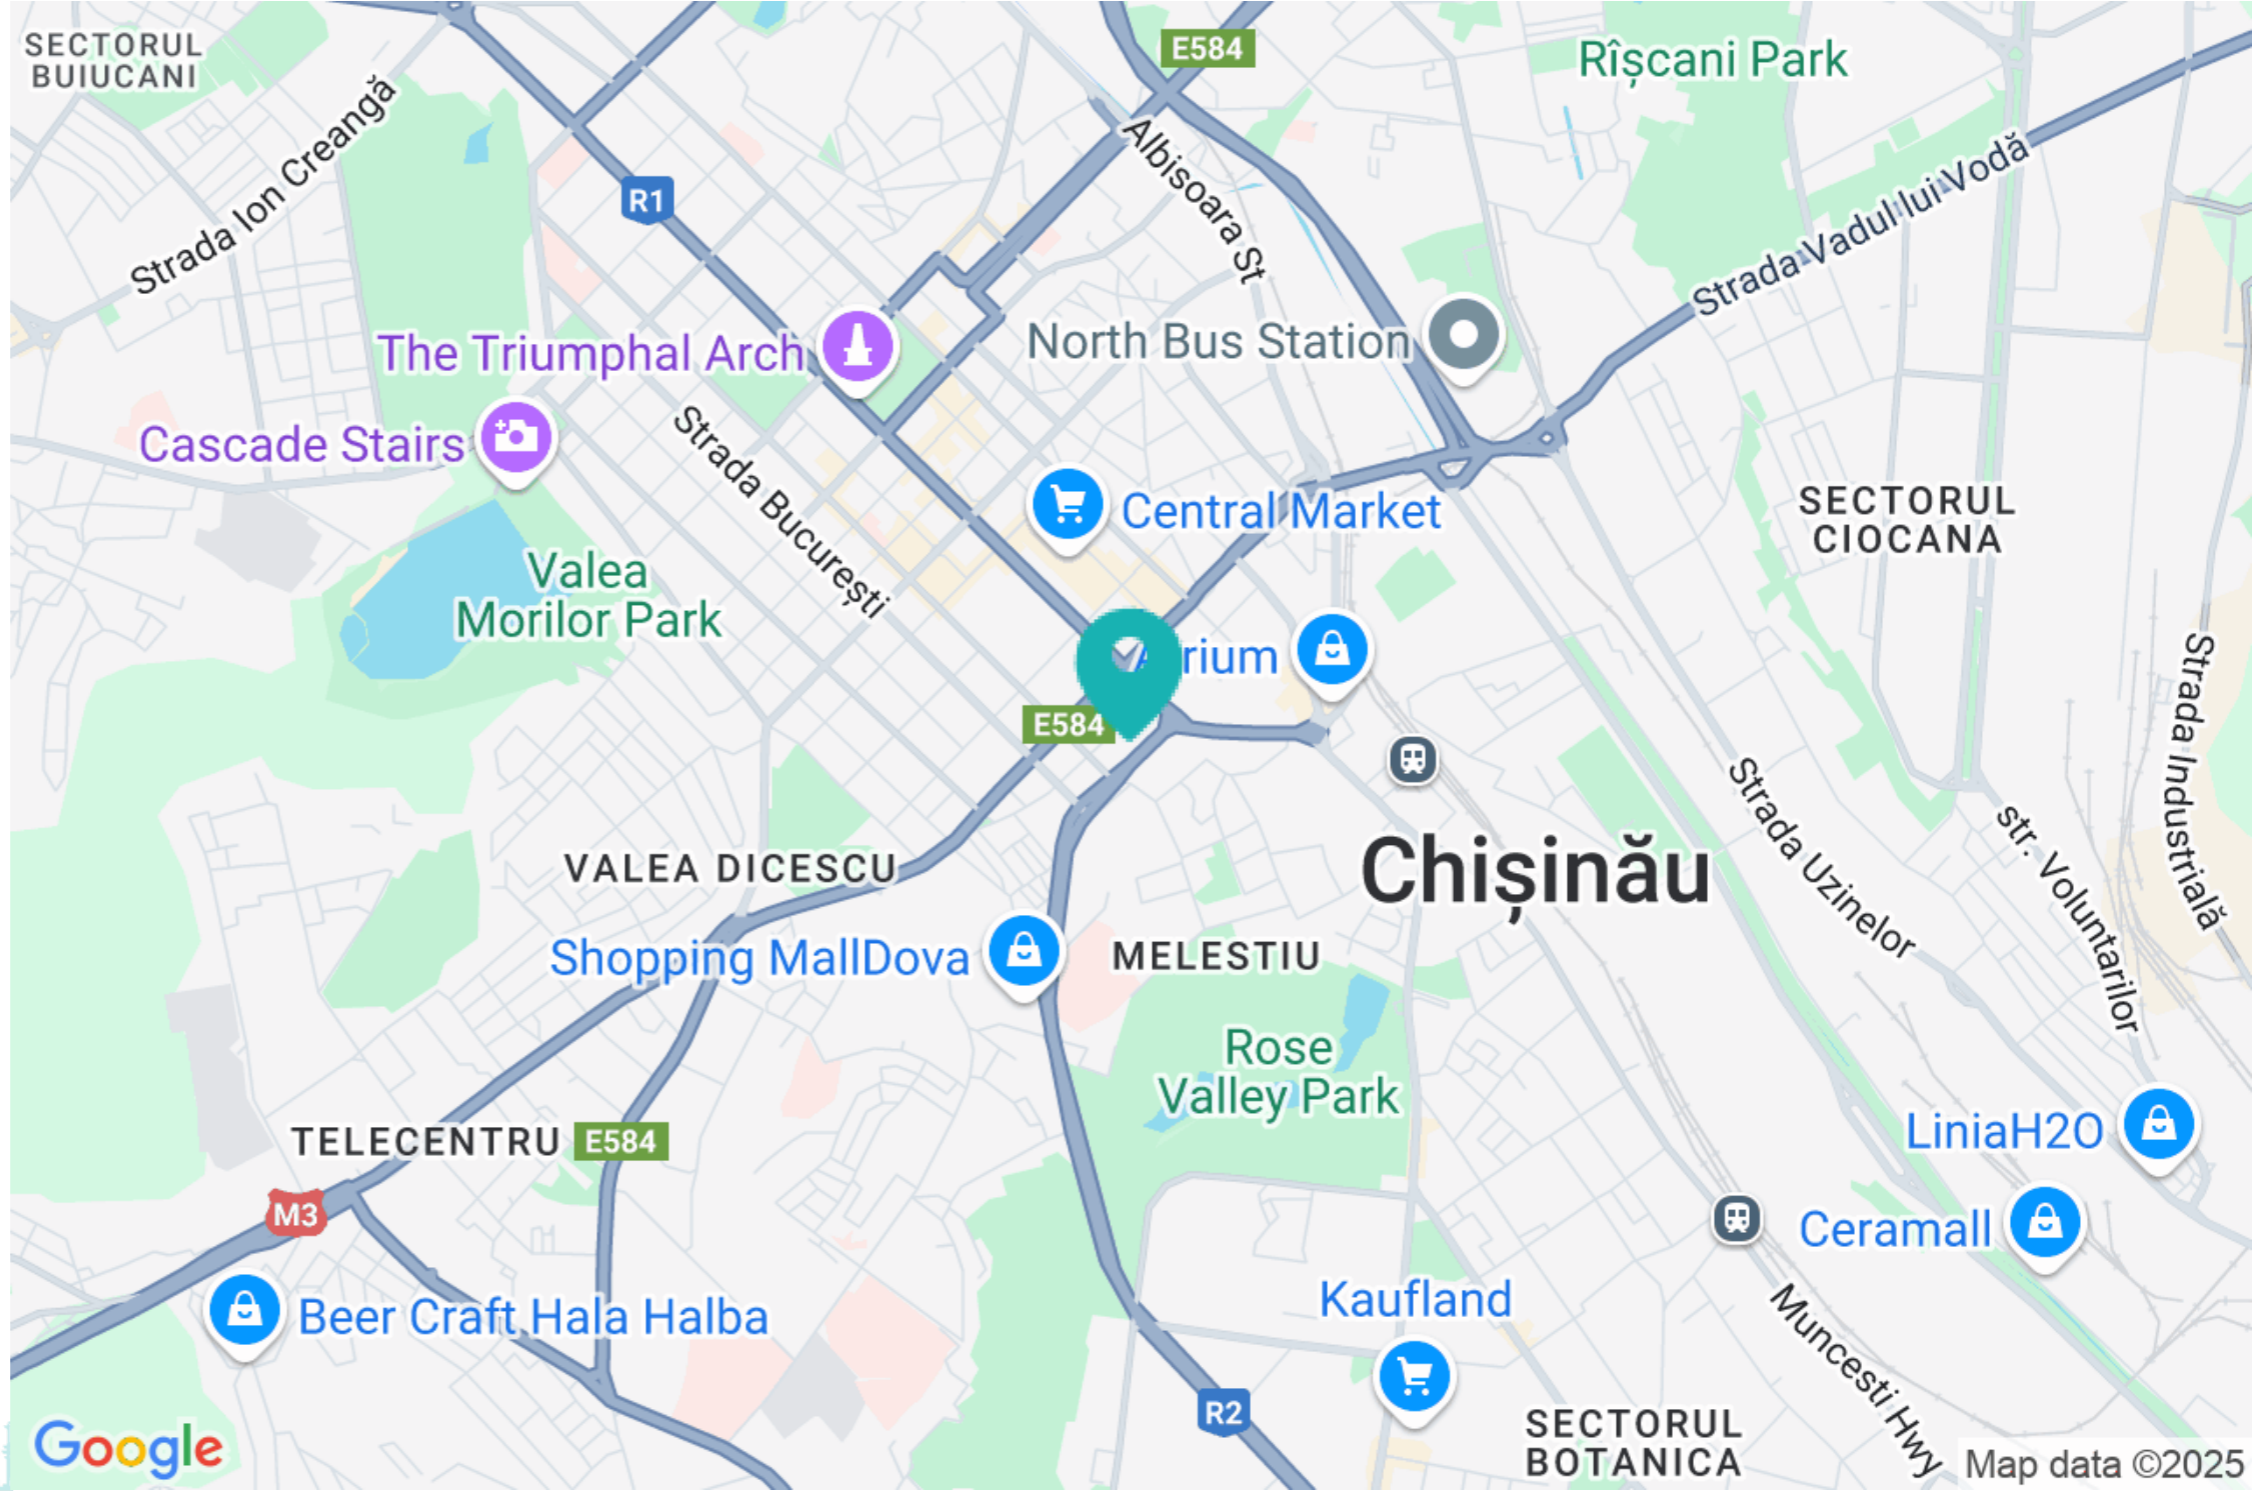 SECTORUL
BUIUCANI
E584
Rîșcani Park
Strada Ion Creangă
R1
Albisoara St
Strada Vadul lui Vodă
The Triumphal Arch
North Bus Station
Cascade Stairs
Strada București
Central Market
SECTORUL
CIOCANA
Valea
Morilor Park
rium
E584
Strada Industrială
Strada Uzinelor
str. Voluntarilor
Chișinău
VALEA DICESCU
Shopping MallDova
MELESTIU
Rose
Valley Park
TELECENTRU
E584
LiniaH2O
M3
Ceramall
Beer Craft Hala Halba
Kaufland
Muncesti Hwy
R2
SECTORUL
BOTANICA
Google
Map data ©2025